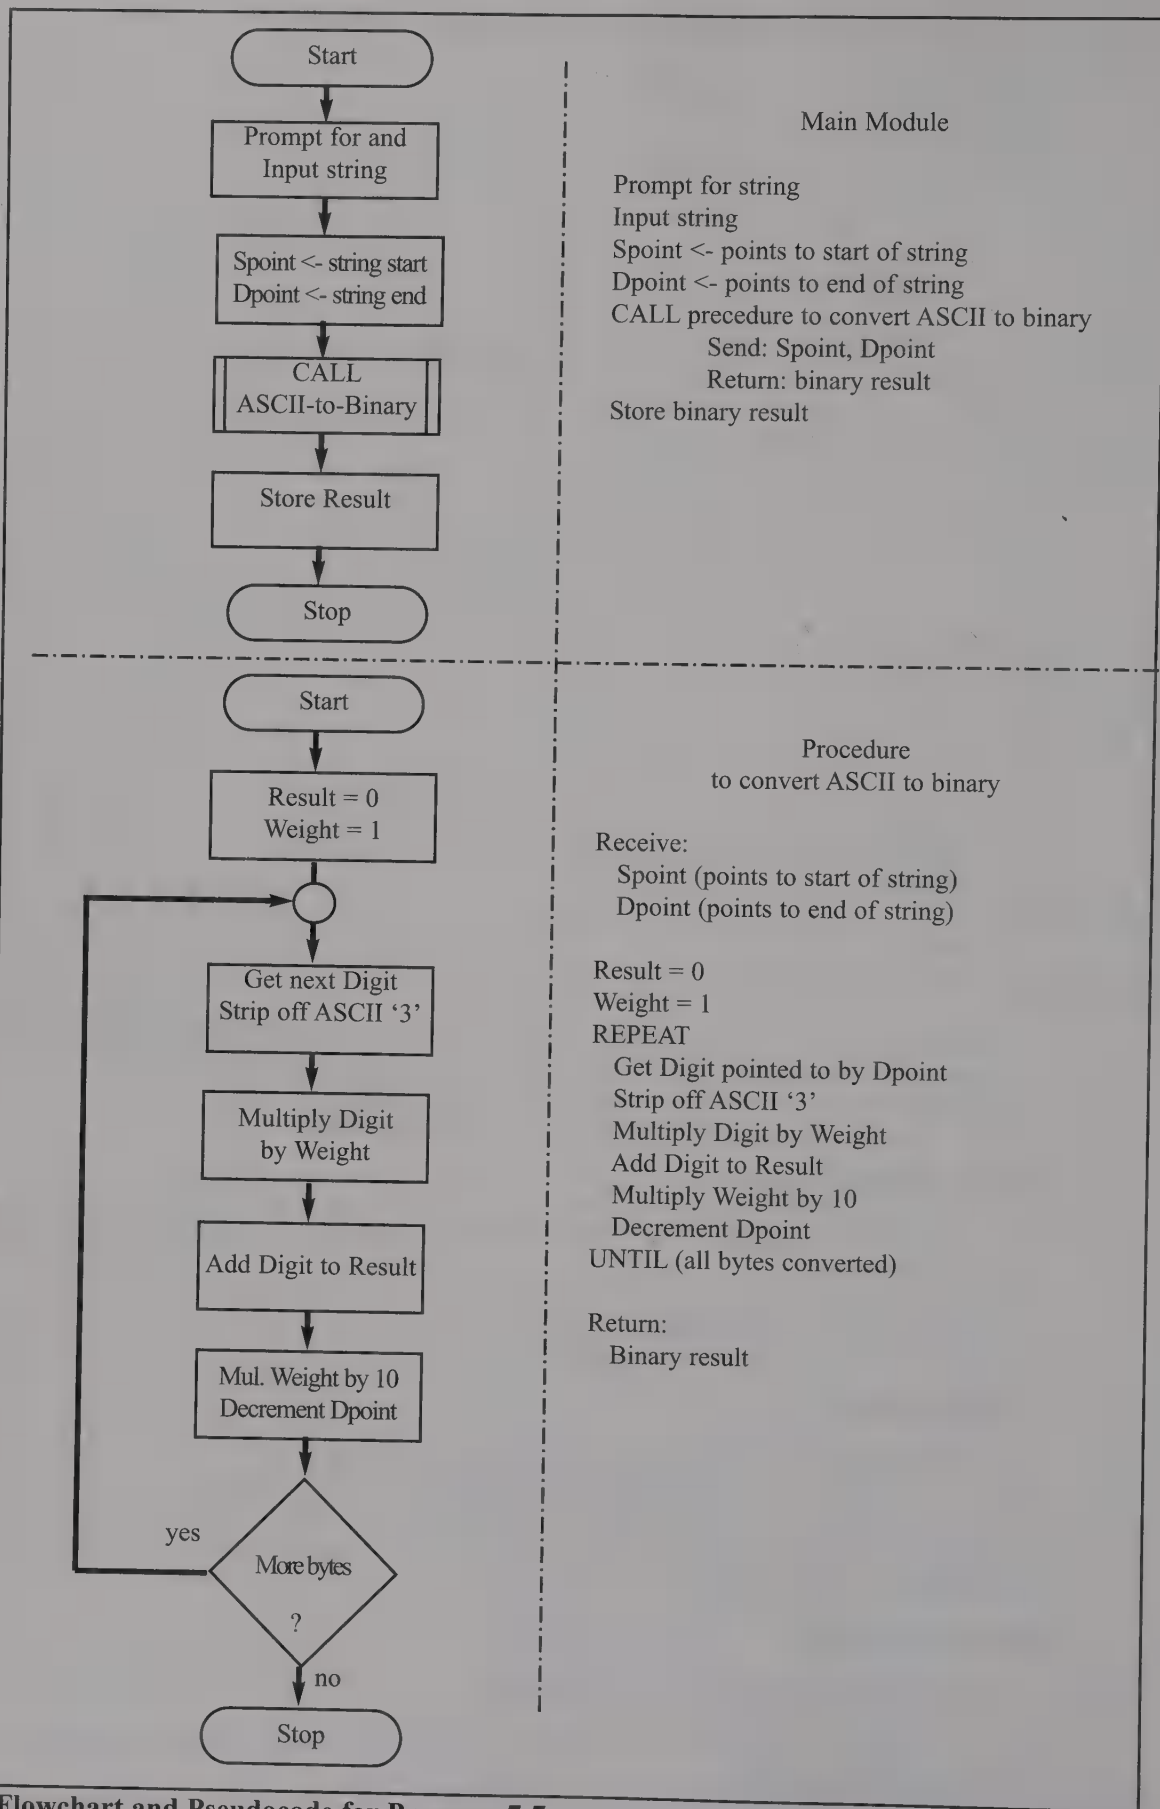 Start
Prompt for and
Input string
Spoint <- string start
Dpoint <- string end
CALL
ASCII-to-Binary
Store Result
Stop
Main Module
Prompt for string
Input string
Spoint <- points to start of string
Dpoint <- points to end of string
CALL precedure to convert ASCII to binary
Send: Spoint, Dpoint
Return: binary result
Store binary result
Start
Result = 0
Weight = 1
Get next Digit
Strip off ASCII ‘3’
Multiply Digit
by Weight
Add Digit to Result
Mul. Weight by 10
Decrement Dpoint
yes
More bytes
?
no
Stop
Procedure
to convert ASCII to binary
Receive:
Spoint (points to start of string)
Dpoint (points to end of string)
Result = 0
Weight = 1
REPEAT
Get Digit pointed to by Dpoint
Strip off ASCII ‘3’
Multiply Digit by Weight
Add Digit to Result
Multiply Weight by 10
Decrement Dpoint
UNTIL (all bytes converted)
Return:
Binary result
Flowchart and Pseudocode for